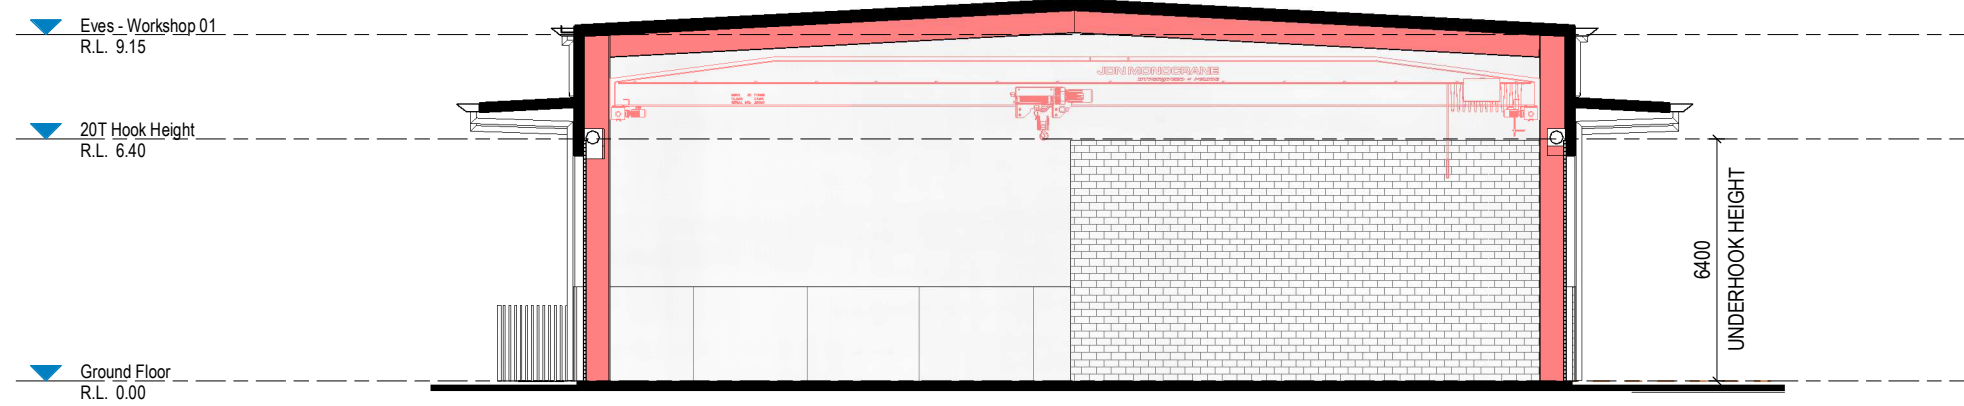 Eves - Workshop 01
R.L. 9.15
JDN MONOCRANE
20T Hook Height
R.L. 6.40
6400
UNDERHOOK HEIGHT
Ground Floor
R.L. 0.00